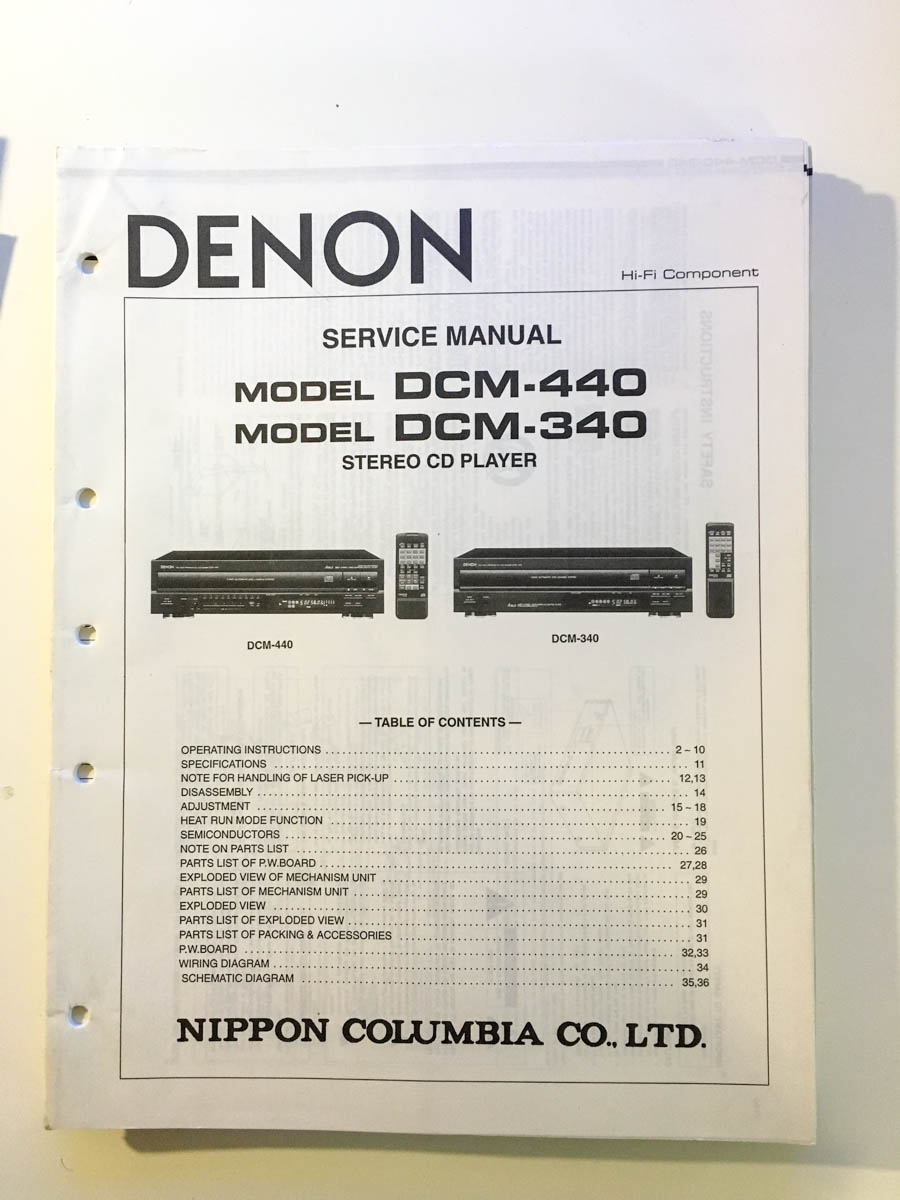 DENON
Hi-Fi Component
SERVICE MANUAL
MODEL DCM-440
MODEL DCM-340
STEREO CD PLAYER
DENON
DENON
DCM-440
DCM-340
— TABLE OF CONTENTS —
OPERATING INSTRUCTIONS ........ 2 ~ 10
SPECIFICATIONS ........ 11
NOTE FOR HANDLING OF LASER PICK-UP ........ 12,13
DISASSEMBLY ........ 14
ADJUSTMENT ........ 15 ~ 18
HEAT RUN MODE FUNCTION ........ 19
SEMICONDUCTORS ........ 20 ~ 25
NOTE ON PARTS LIST ........ 26
PARTS LIST OF P.W.BOARD ........ 27,28
EXPLODED VIEW OF MECHANISM UNIT ........ 29
PARTS LIST OF MECHANISM UNIT ........ 29
EXPLODED VIEW ........ 30
PARTS LIST OF EXPLODED VIEW ........ 31
PARTS LIST OF PACKING & ACCESSORIES ........ 31
P.W.BOARD ........ 32,33
WIRING DIAGRAM ........ 34
SCHEMATIC DIAGRAM ........ 35,36
NIPPON COLUMBIA CO., LTD.
SAFETY INSTRUCTIONS